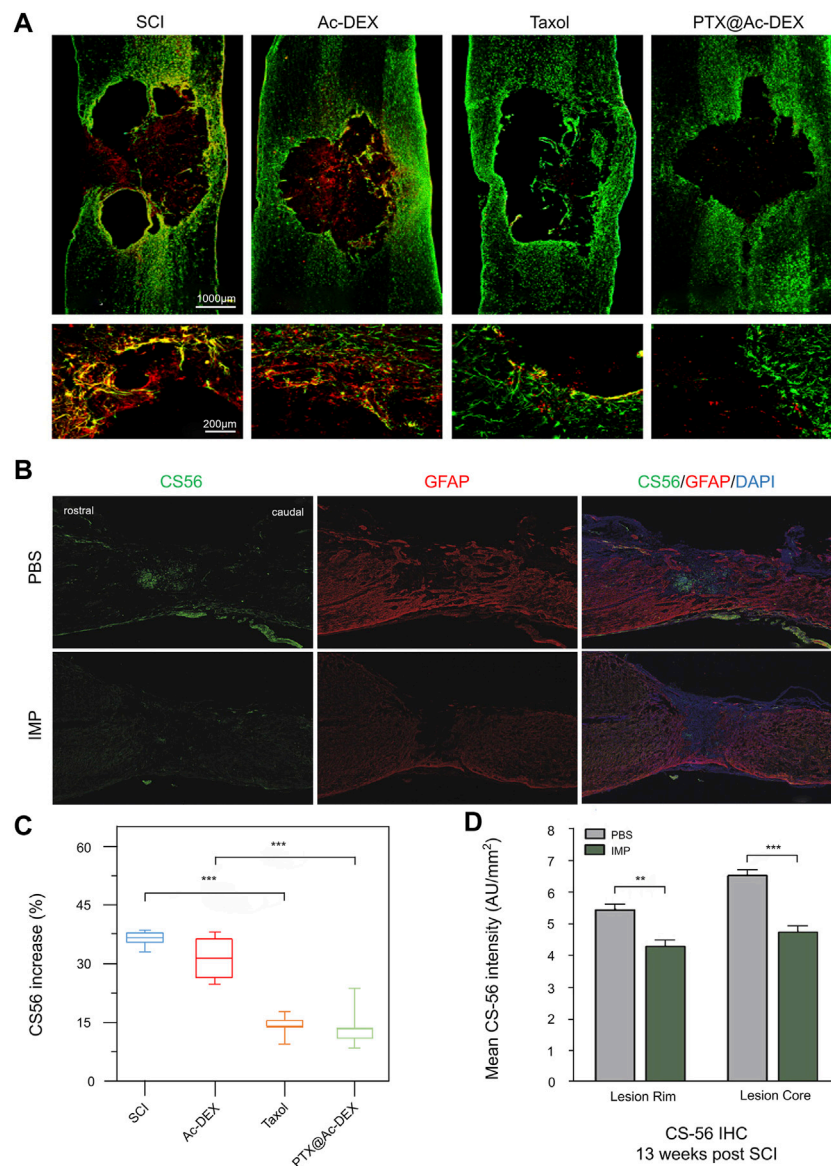 A
SCI
Ac-DEX
Taxol
PTX@Ac-DEX
1000μm
200μm
B
CS56
GFAP
CS56/GFAP/DAPI
rostral
caudal
PBS
IMP
C
CS56 increase (%)
60
45
30
15
0
***
***
SCI
Ac-DEX
Taxol
PTX@Ac-DEX
D
Mean CS-56 intensity (AU/mm²)
8
7
6
5
4
3
2
1
0
PBS
IMP
**
***
Lesion Rim
Lesion Core
CS-56 IHC
13 weeks post SCI